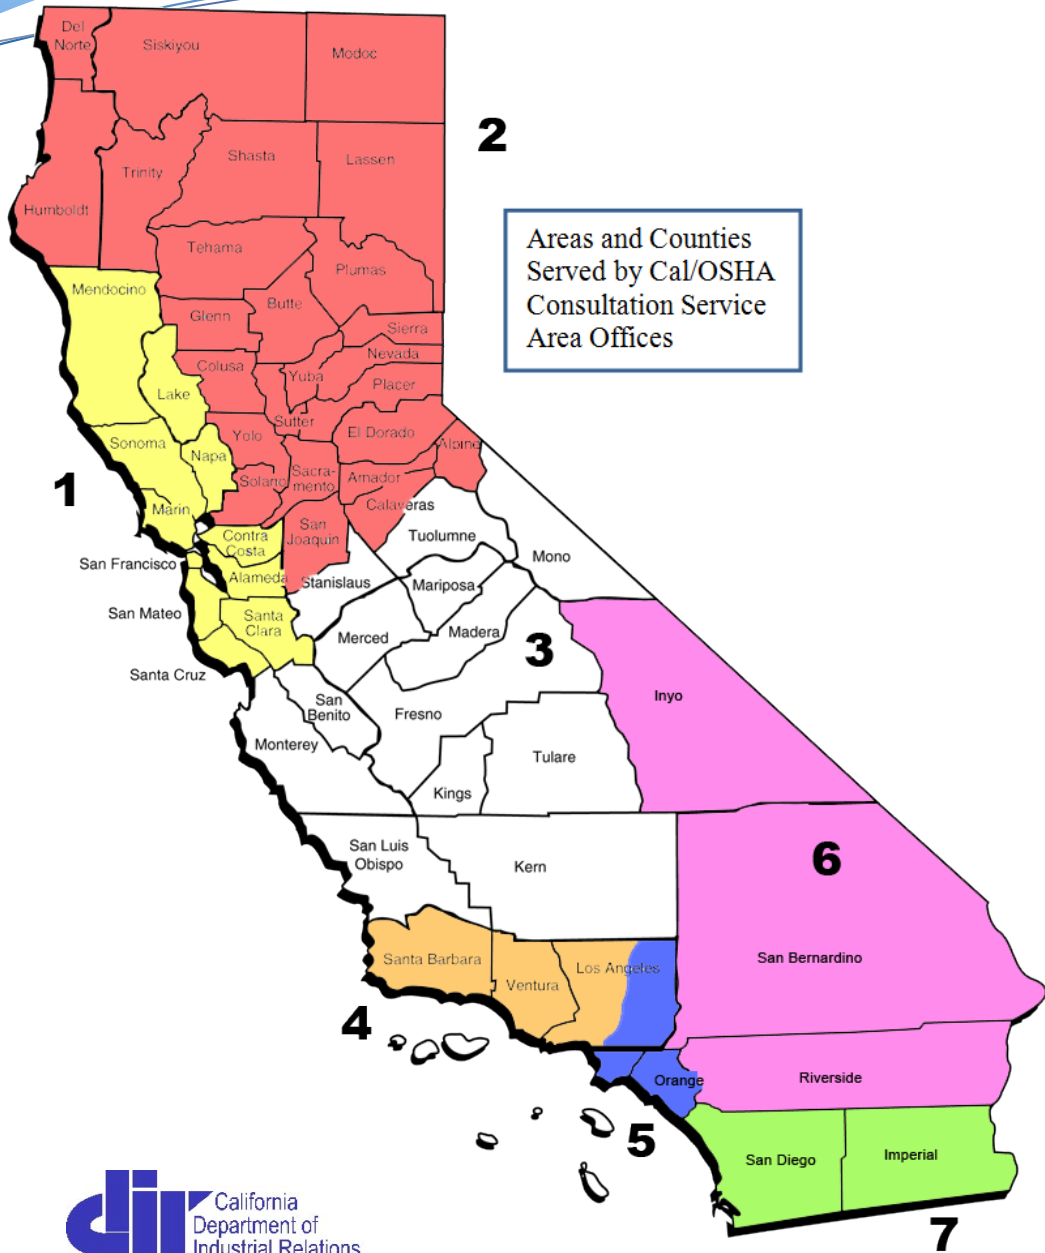 Del
Norte
Siskiyou
Modoc
2
Shasta
Lassen
Trinity
Humboldt
Areas and Counties
Served by Cal/OSHA
Consultation Service
Area Offices
Tehama
Plumas
Mendocino
Butte
Glenn
Sierra
Nevada
Colusa
Yuba
Placer
Lake
Sutter
El Dorado
Yolo
Sonoma
Alpine
Napa
1
Solano
Sacra-
mento
Amador
Calaveras
Marin
San
Joaquin
Contra
Costa
Tuolumne
Mono
San Francisco
Alameda
Stanislaus
Mariposa
San Mateo
Santa
Clara
Merced
Madera
3
Santa Cruz
Inyo
San
Benito
Fresno
Monterey
Tulare
Kings
San Luis
Obispo
Kern
6
Santa Barbara
Ventura
Los Angeles
San Bernardino
4
Orange
Riverside
5
San Diego
Imperial
7
dir
California
Department of
Industrial Relations